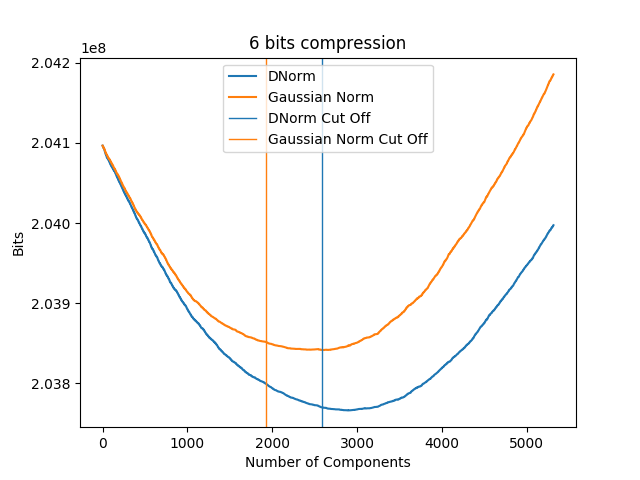 6 bits compression
1e8
2.042
2.041
2.040
2.039
2.038
Bits
DNorm
Gaussian Norm
DNorm Cut Off
Gaussian Norm Cut Off
0 1000 2000 3000 4000 5000
Number of Components